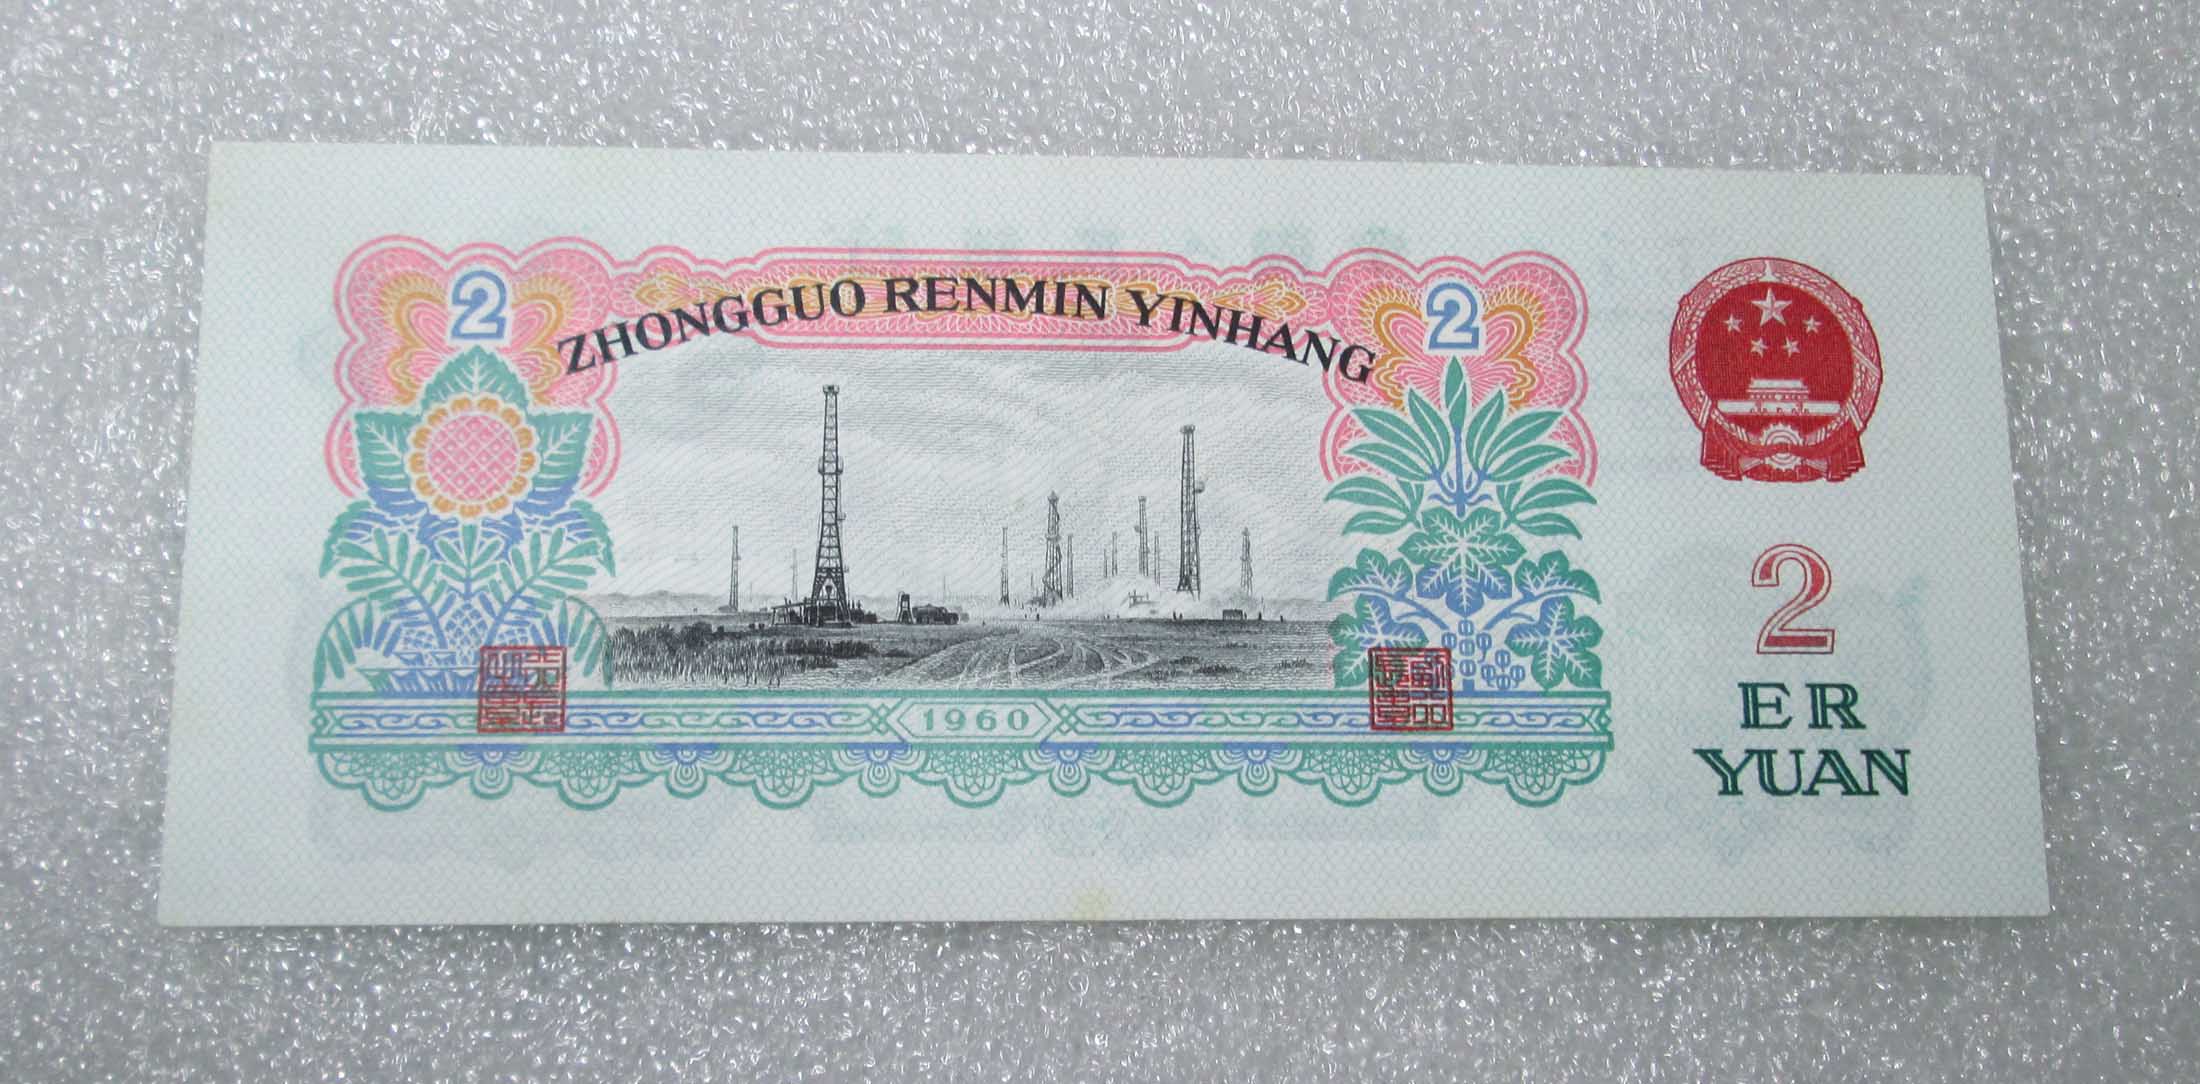 2
2
ZHONGGUO RENMIN YINHANG
1960
2
ER
YUAN